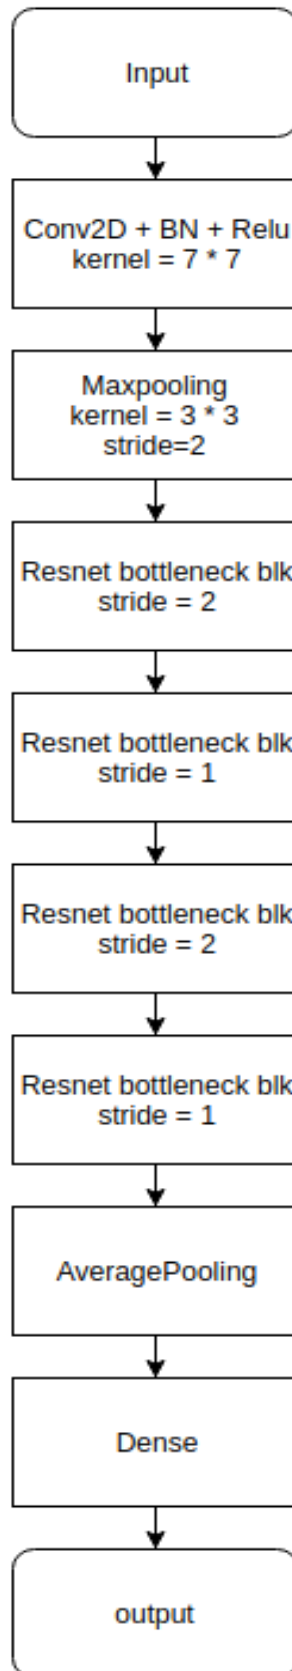 Input
Conv2D + BN + Relu
kernel = 7 * 7
Maxpooling
kernel = 3 * 3
stride=2
Resnet bottleneck blk
stride = 2
Resnet bottleneck blk
stride = 1
Resnet bottleneck blk
stride = 2
Resnet bottleneck blk
stride = 1
AveragePooling
Dense
output